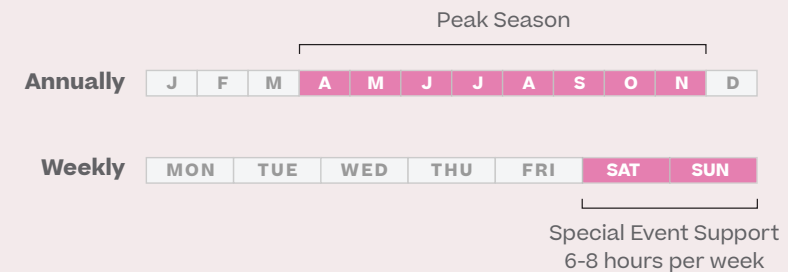 Peak Season
Annually J F M A M J J A S O N D
Weekly MON TUE WED THU FRI SAT SUN
Special Event Support
6-8 hours per week